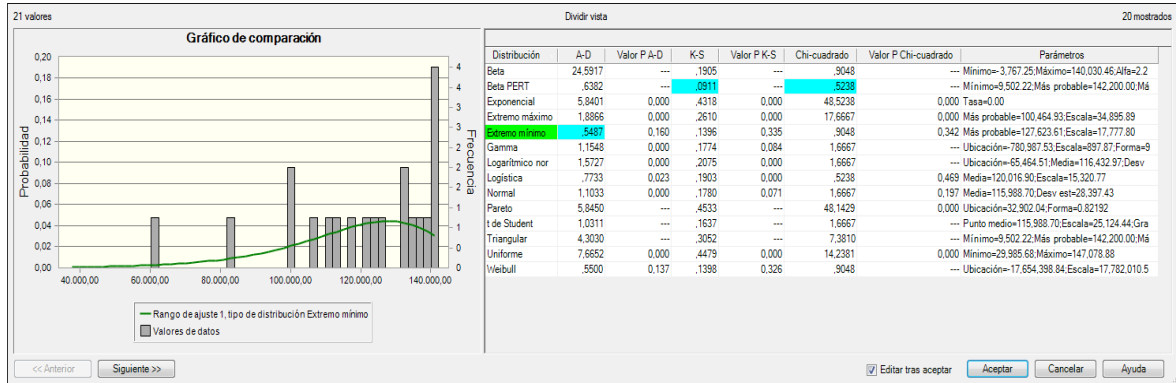 21 valores Dividir vista 20 mostrados
Gráfico de comparación
0,20
0,18
0,16
0,14
0,12
0,10
0,08
0,06
0,04
0,02
0,00
Probabilidad
4
4
3
3
2
2
1
1
0
0
Frecuencia
40.000,00 60.000,00 80.000,00 100.000,00 120.000,00 140.000,00
Rango de ajuste 1, tipo de distribución Extremo mínimo
Valores de datos
Distribución A-D Valor P A-D K-S Valor P K-S Chi-cuadrado Valor P Chi-cuadrado Parámetros
Beta 24,5917 --- ,1905 --- ,9048 --- Mínimo=-3,767.25;Máximo=140,030.46;Alfa=2.2
Beta PERT ,6382 --- ,0911 --- ,5238 --- Mínimo=9,502.22;Más probable=142,200.00;Má
Exponencial 5,8401 0,000 ,4318 0,000 48,5238 0,000 Tasa=0.00
Extremo máximo 1,8866 0,000 ,2610 0,000 17,6667 0,000 Más probable=100,464.93;Escala=34,895.89
Extremo mínimo ,5487 0,160 ,1396 0,335 ,9048 0,342 Más probable=127,623.61;Escala=17,777.80
Gamma 1,1548 0,000 ,1774 0,084 1,6667 --- Ubicación=-780,987.53;Escala=897.87;Forma=9
Logarítmico nor 1,5727 0,000 ,2075 0,000 1,6667 --- Ubicación=-65,464.51;Media=116,432.97;Desv
Logística ,7733 0,023 ,1903 0,000 ,5238 0,469 Media=120,016.90;Escala=15,320.77
Normal 1,1033 0,000 ,1780 0,071 1,6667 0,197 Media=115,988.70;Desv est=28,397.43
Pareto 5,8450 --- ,4533 --- 48,1429 0,000 Ubicación=32,902.04;Forma=0.82192
t de Student 1,0311 --- ,1637 --- 1,6667 --- Punto medio=115,988.70;Escala=25,124.44;Gra
Triangular 4,3030 --- ,3052 --- 7,3810 --- Mínimo=9,502.22;Más probable=142,200.00;Má
Uniforme 7,6652 0,000 ,4479 0,000 14,2381 0,000 Mínimo=29,985.68;Máximo=147,078.88
Weibull ,5500 0,137 ,1398 0,326 ,9048 --- Ubicación=-17,654,398.84;Escala=17,782,010.5
<< Anterior Siguiente >> Editar tras aceptar Aceptar Cancelar Ayuda